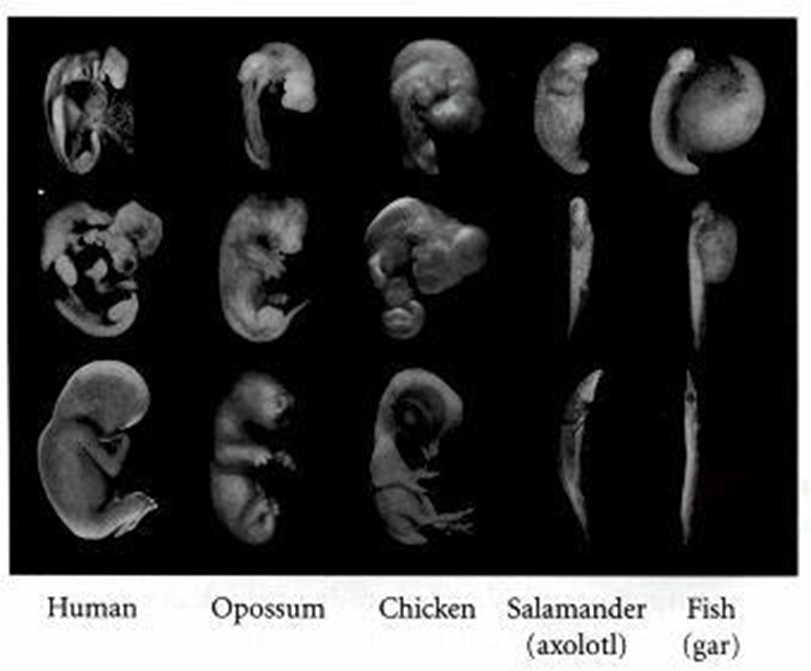 Human Opossum Chicken Salamander Fish
(axolotl) (gar)